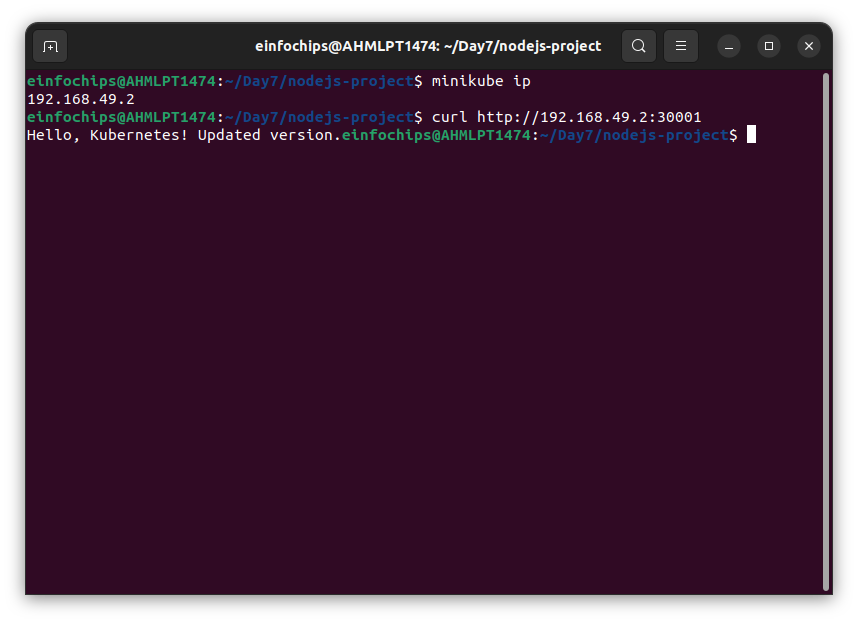 einfochips@AHMLPT1474: ~/Day7/nodejs-project
einfochips@AHMLPT1474:~/Day7/nodejs-project$ minikube ip
192.168.49.2
einfochips@AHMLPT1474:~/Day7/nodejs-project$ curl http://192.168.49.2:30001
Hello, Kubernetes! Updated version.einfochips@AHMLPT1474:~/Day7/nodejs-project$